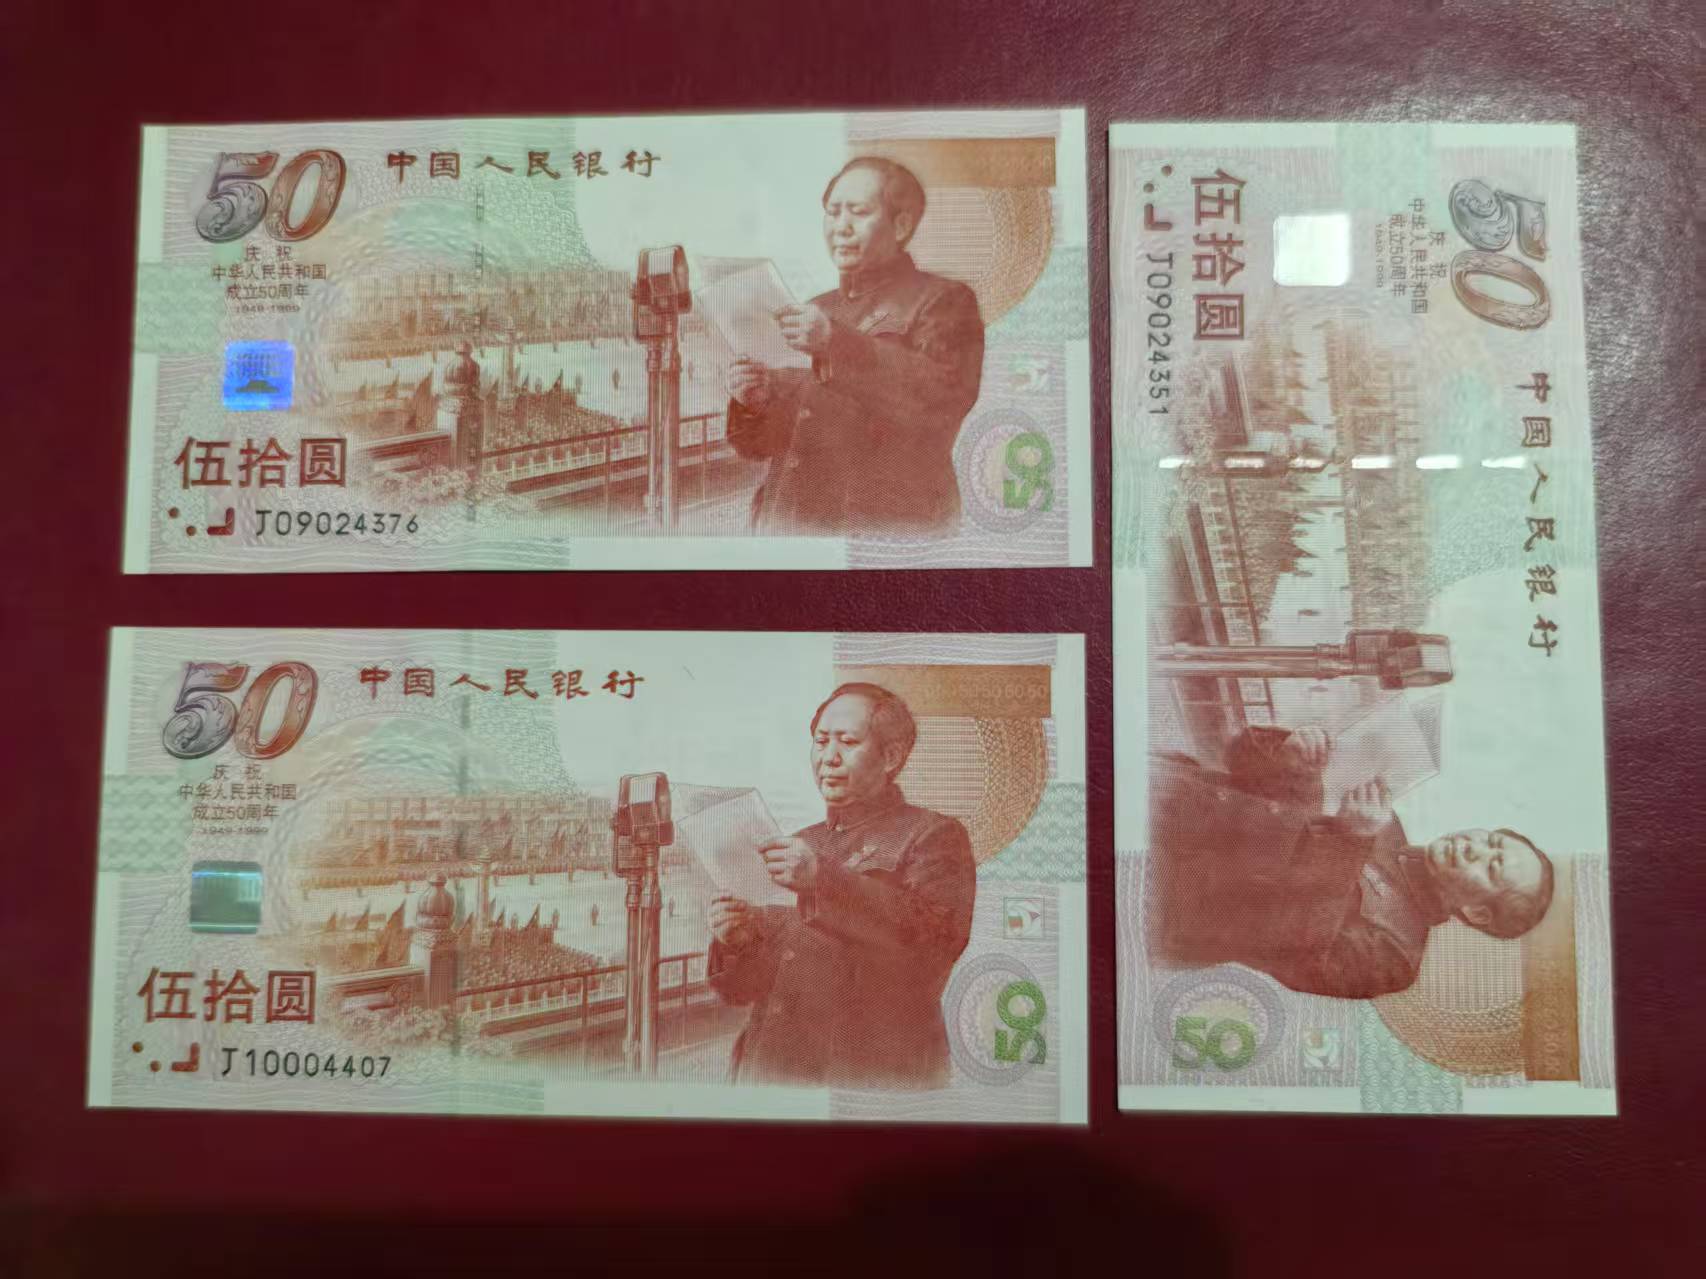 50
中国人民银行
庆祝
中华人民共和国
成立50周年
1949-1999
伍拾圆
J09024376
50
50
中国人民银行
庆祝
中华人民共和国
成立50周年
1949-1999
伍拾圆
J10004407
50
50
中国人民银行
庆祝
中华人民共和国
成立50周年
1949-1999
伍拾圆
J09024351
50